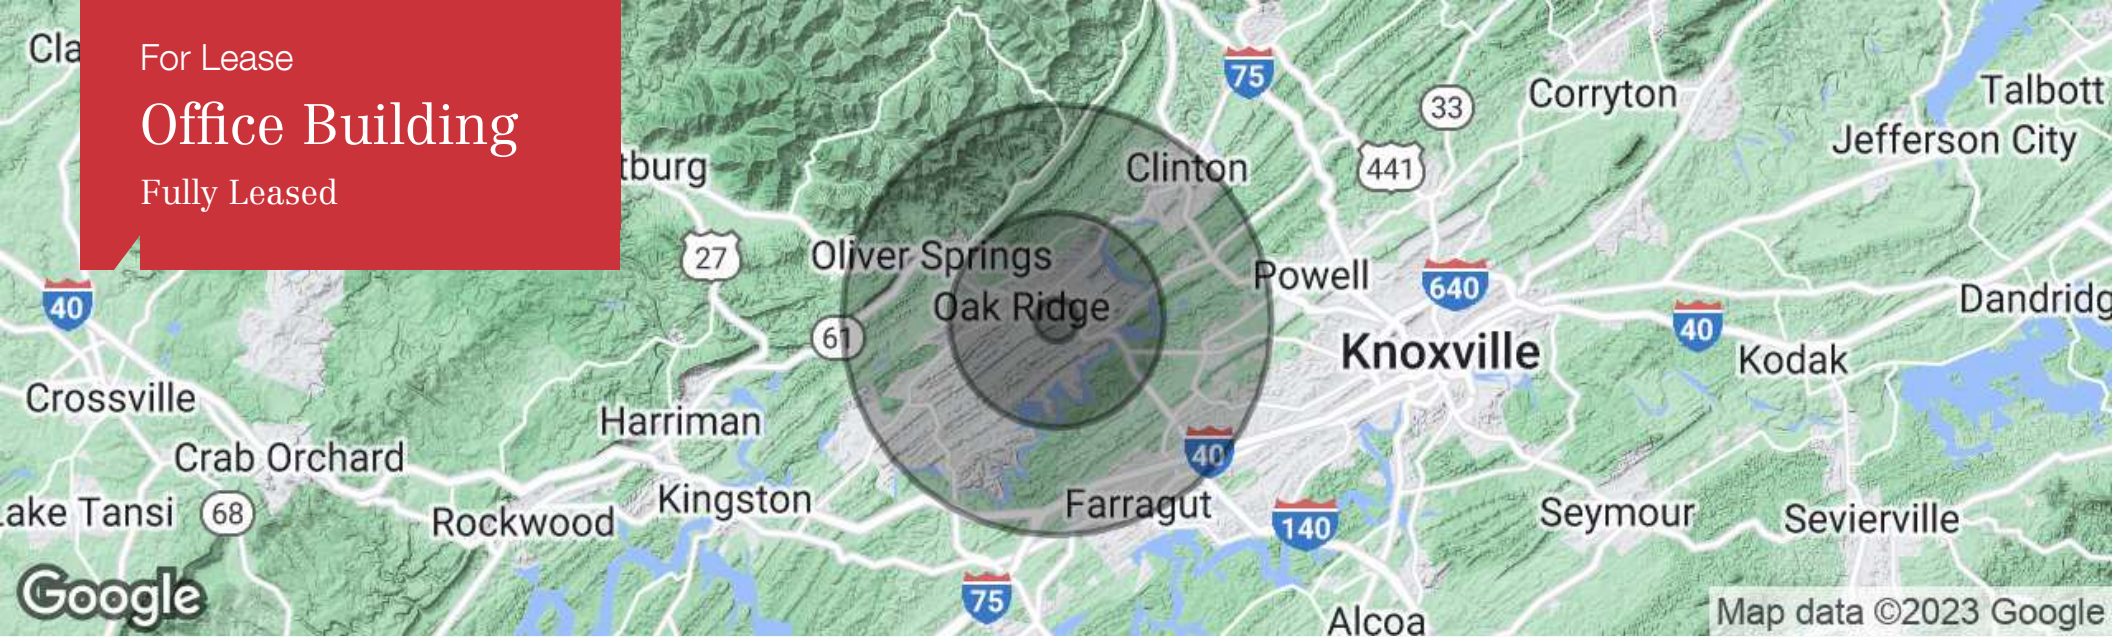 For Lease
Office Building
Fully Leased
Cla
tburg
75
33
Corryton
Talbott
Jefferson City
441
Clinton
27
Oliver Springs
Oak Ridge
61
Powell
640
Knoxville
40
40
Kodak
Dandridg
Crossville
Crab Orchard
Harriman
Kingston
Rockwood
Lake Tansi
68
40
Farragut
140
75
Seymour
Sevierville
Alcoa
Google
Map data ©2023 Google